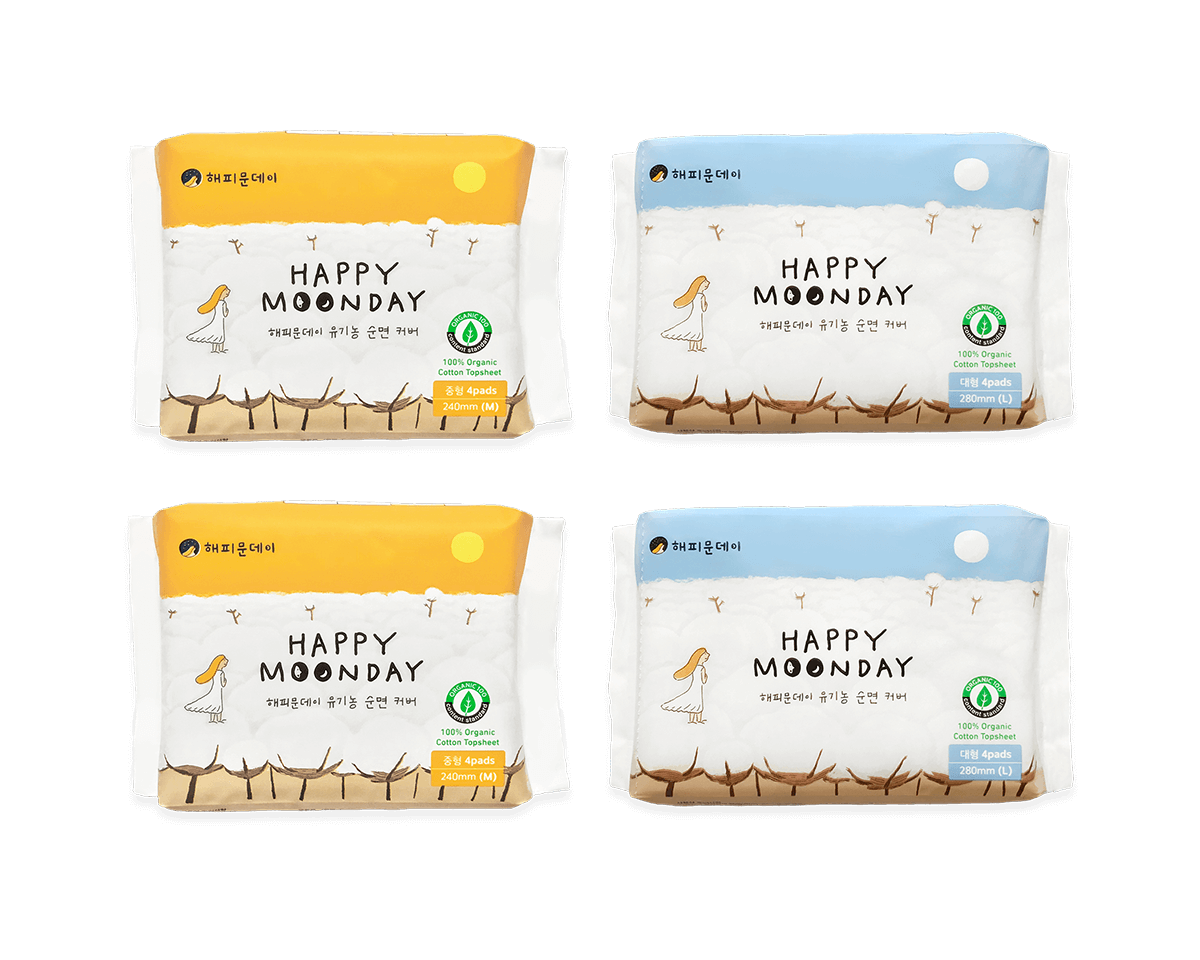 해피문데이
HAPPY
MOONDAY
해피문데이 유기농 순면 커버
ORGANIC 100
content standard
100% Organic
Cotton Topsheet
중형 4pads
240mm (M)
해피문데이
HAPPY
MOONDAY
해피문데이 유기농 순면 커버
ORGANIC 100
content standard
100% Organic
Cotton Topsheet
대형 4pads
280mm (L)
해피문데이
HAPPY
MOONDAY
해피문데이 유기농 순면 커버
ORGANIC 100
content standard
100% Organic
Cotton Topsheet
중형 4pads
240mm (M)
해피문데이
HAPPY
MOONDAY
해피문데이 유기농 순면 커버
ORGANIC 100
content standard
100% Organic
Cotton Topsheet
대형 4pads
280mm (L)